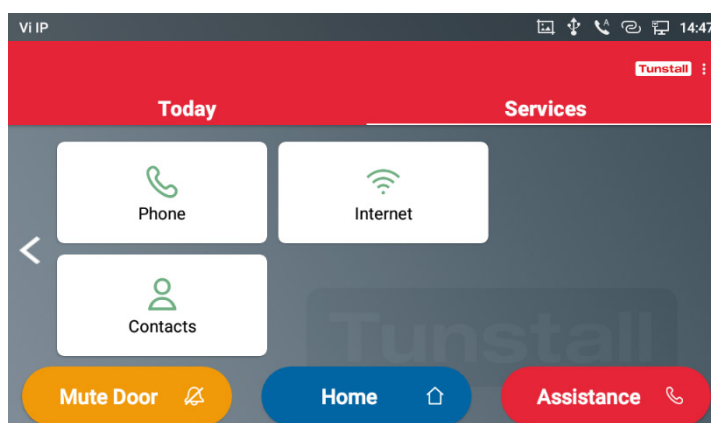 Vi IP 14:47
Tunstall
Today Services
Phone Internet
Contacts
Tunstall
Mute Door Home Assistance